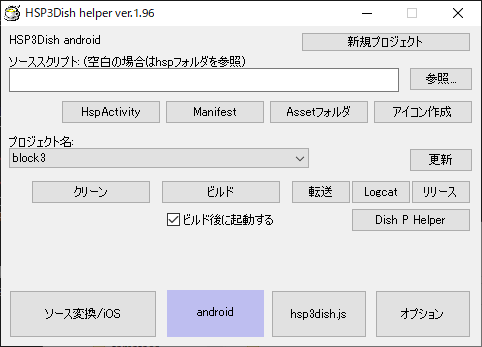 HSP3Dish helper ver.1.96
HSP3Dish android
新規プロジェクト
ソーススクリプト: (空白の場合はhspフォルダを参照)
参照...
HspActivity Manifest Assetフォルダ アイコン作成
プロジェクト名:
block3
更新
クリーン ビルド 転送 Logcat リリース
ビルド後に起動する
Dish P Helper
ソース変換/iOS android hsp3dish.js オプション